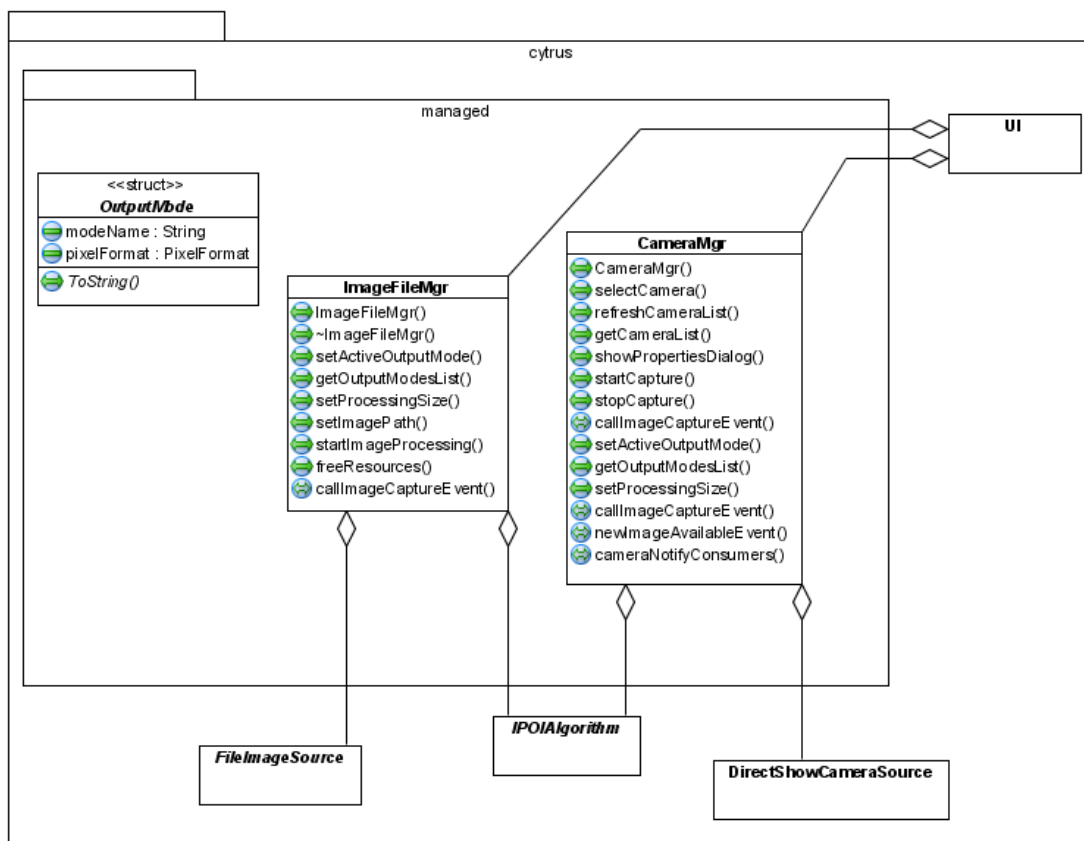 cytrus
managed
UI
<<struct>>
OutputMode
modeName : String
pixelFormat : PixelFormat
ToString()
CameraMgr
CameraMgr()
selectCamera()
refreshCameraList()
getCameraList()
showPropertiesDialog()
startCapture()
stopCapture()
callImageCaptureEvent()
setActiveOutputMode()
getOutputModesList()
setProcessingSize()
callImageCaptureEvent()
newImageAvailableEvent()
cameraNotifyConsumers()
ImageFileMgr
ImageFileMgr()
~ImageFileMgr()
setActiveOutputMode()
getOutputModesList()
setProcessingSize()
setImagePath()
startImageProcessing()
freeResources()
callImageCaptureEvent()
IPOIAlgorithm
FileImageSource
DirectShowCameraSource